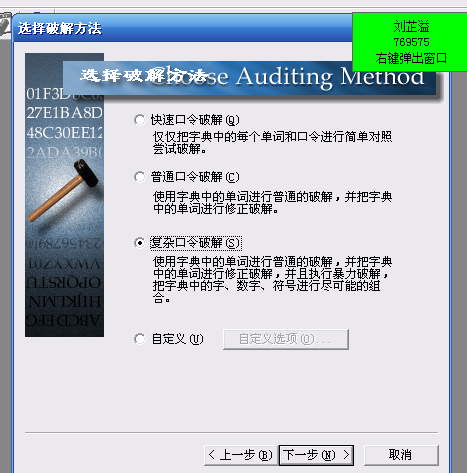 选择破解方法
刘芷溢
769575
右键弹出窗口
选择破解方法
Choose Auditing Method
01F3D8C6
27E1BA8D
48C30EE12
2ADA39B0
快速口令破解(Q)
仅仅把字典中的每个单词和口令进行简单对照
尝试破解。
普通口令破解(C)
使用字典中的单词进行普通的破解，并把字典
中的单词进行修正破解。
复杂口令破解(S)
使用字典中的单词进行普通的破解，并把字典
中的单词进行修正破解，并且执行暴力破解，
把字典中的字、数字、符号进行尽可能的组
合。
自定义(U)
自定义选项(O)...
< 上一步(B)
下一步(N) >
取消